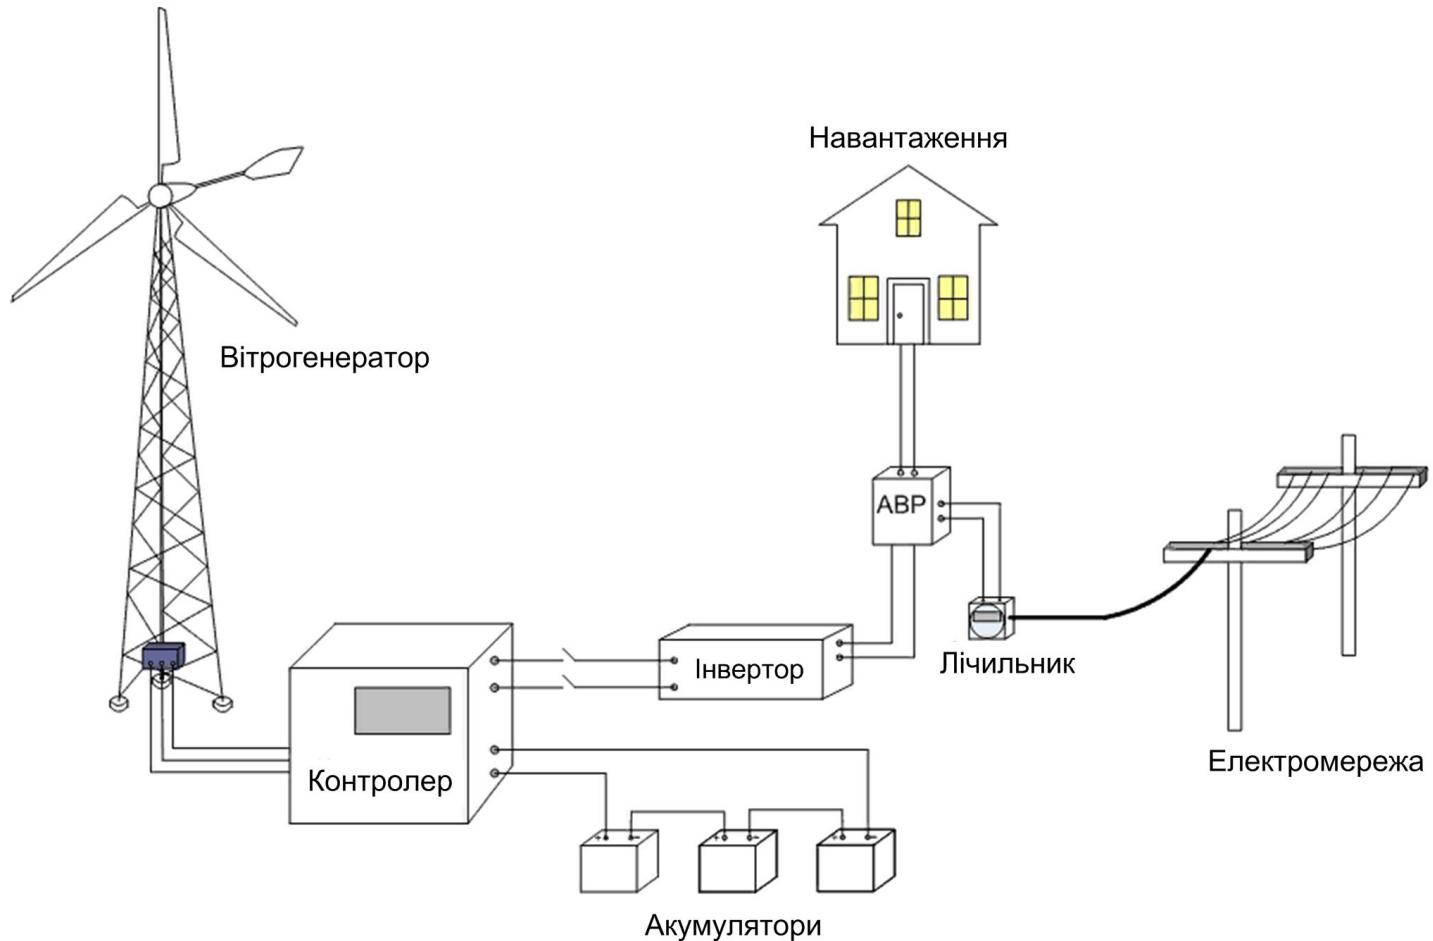 Навантаження
Вітрогенератор
АВР
Інвертор
Лічильник
Контролер
Електромережа
Акумулятори